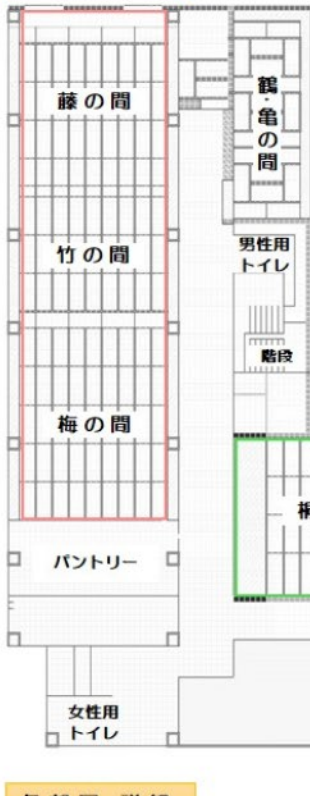 藤の間
鶴・亀の間
竹の間
男性用
トイレ
階段
梅の間
パントリー
女性用
トイレ